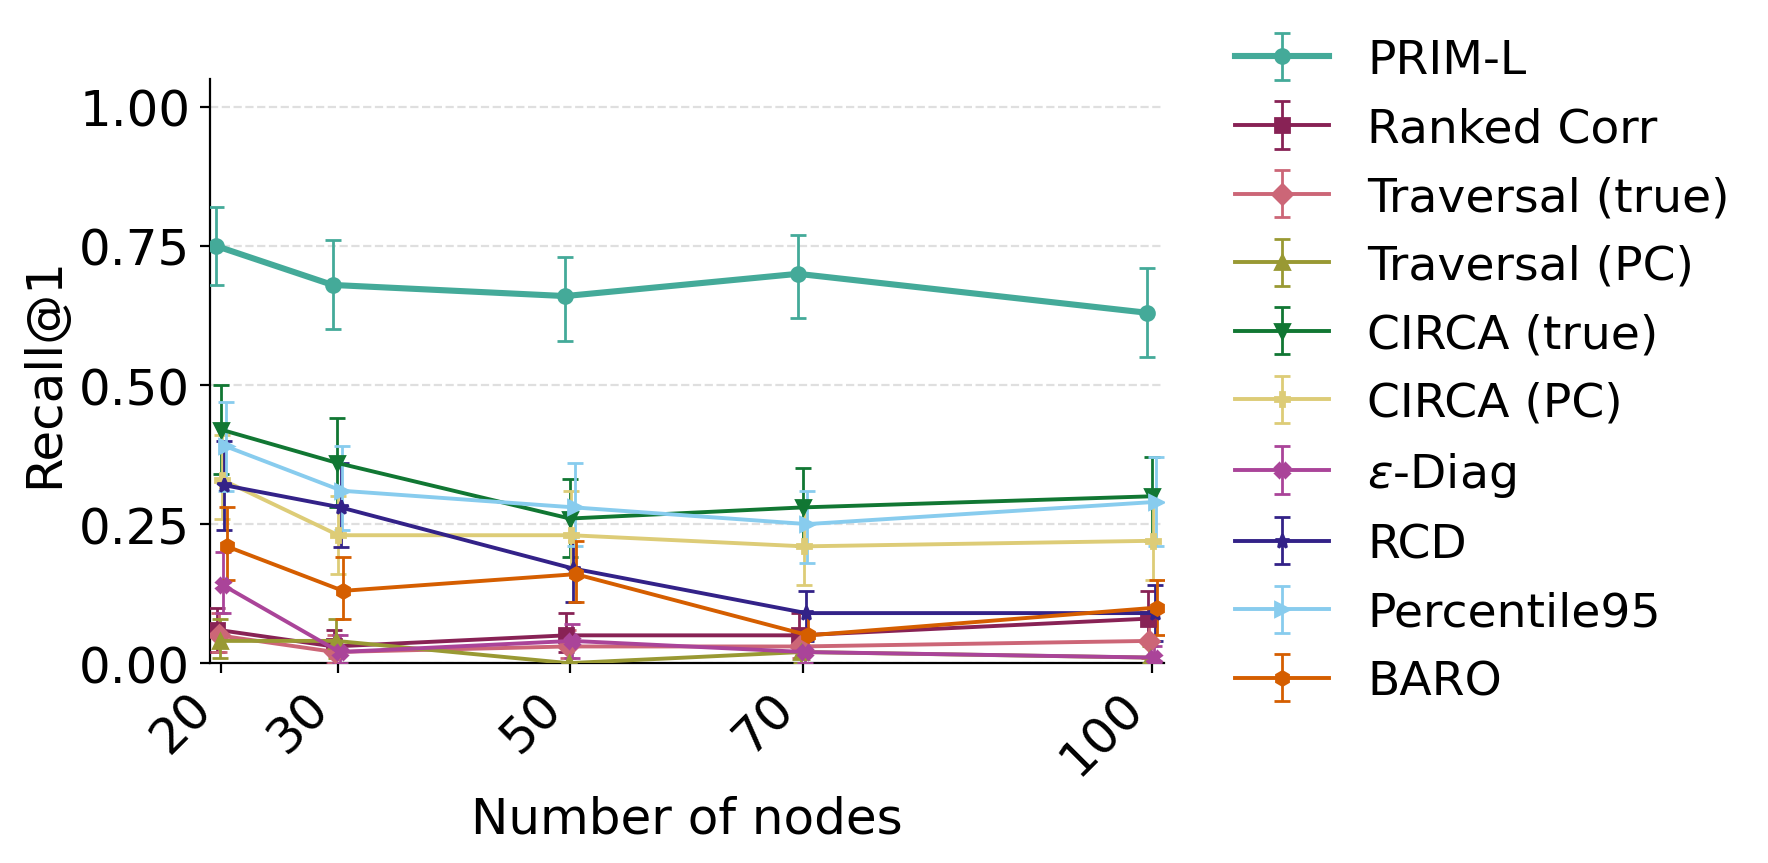 1.00
0.75
0.50
0.25
0.00
Recall@1
20
30
50
70
100
Number of nodes
PRIM-L
Ranked Corr
Traversal (true)
Traversal (PC)
CIRCA (true)
CIRCA (PC)
ε-Diag
RCD
Percentile95
BARO